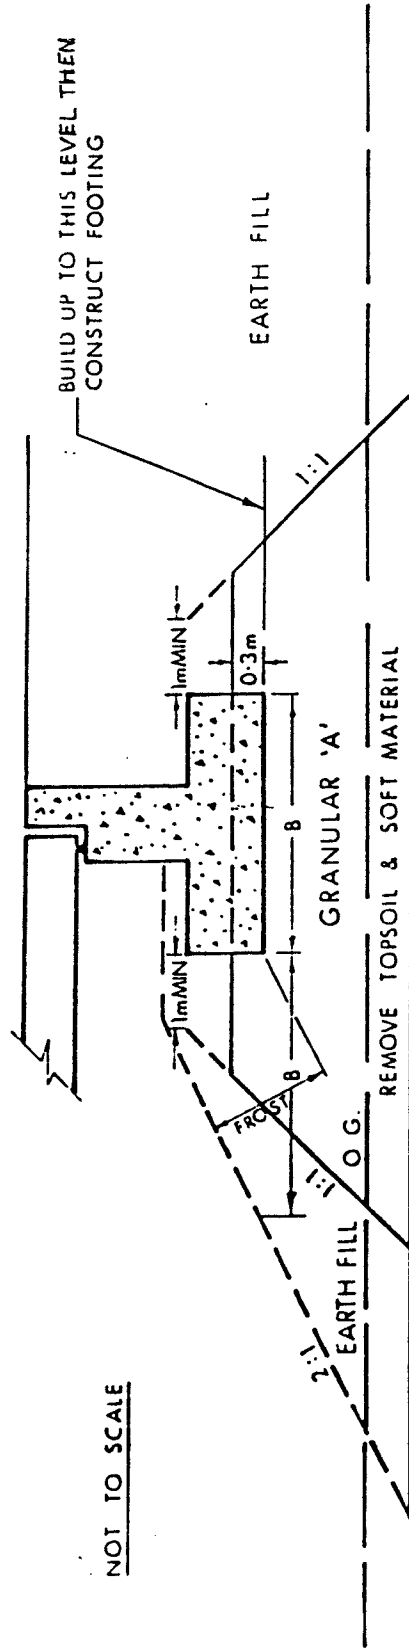 NOT TO SCALE
BUILD UP TO THIS LEVEL THEN
CONSTRUCT FOOTING
1m MIN
1m MIN
0·3m
EARTH FILL
B
B
FROST
GRANULAR 'A'
1:1
1:1
2:1
EARTH FILL
O G.
REMOVE TOPSOIL & SOFT MATERIAL